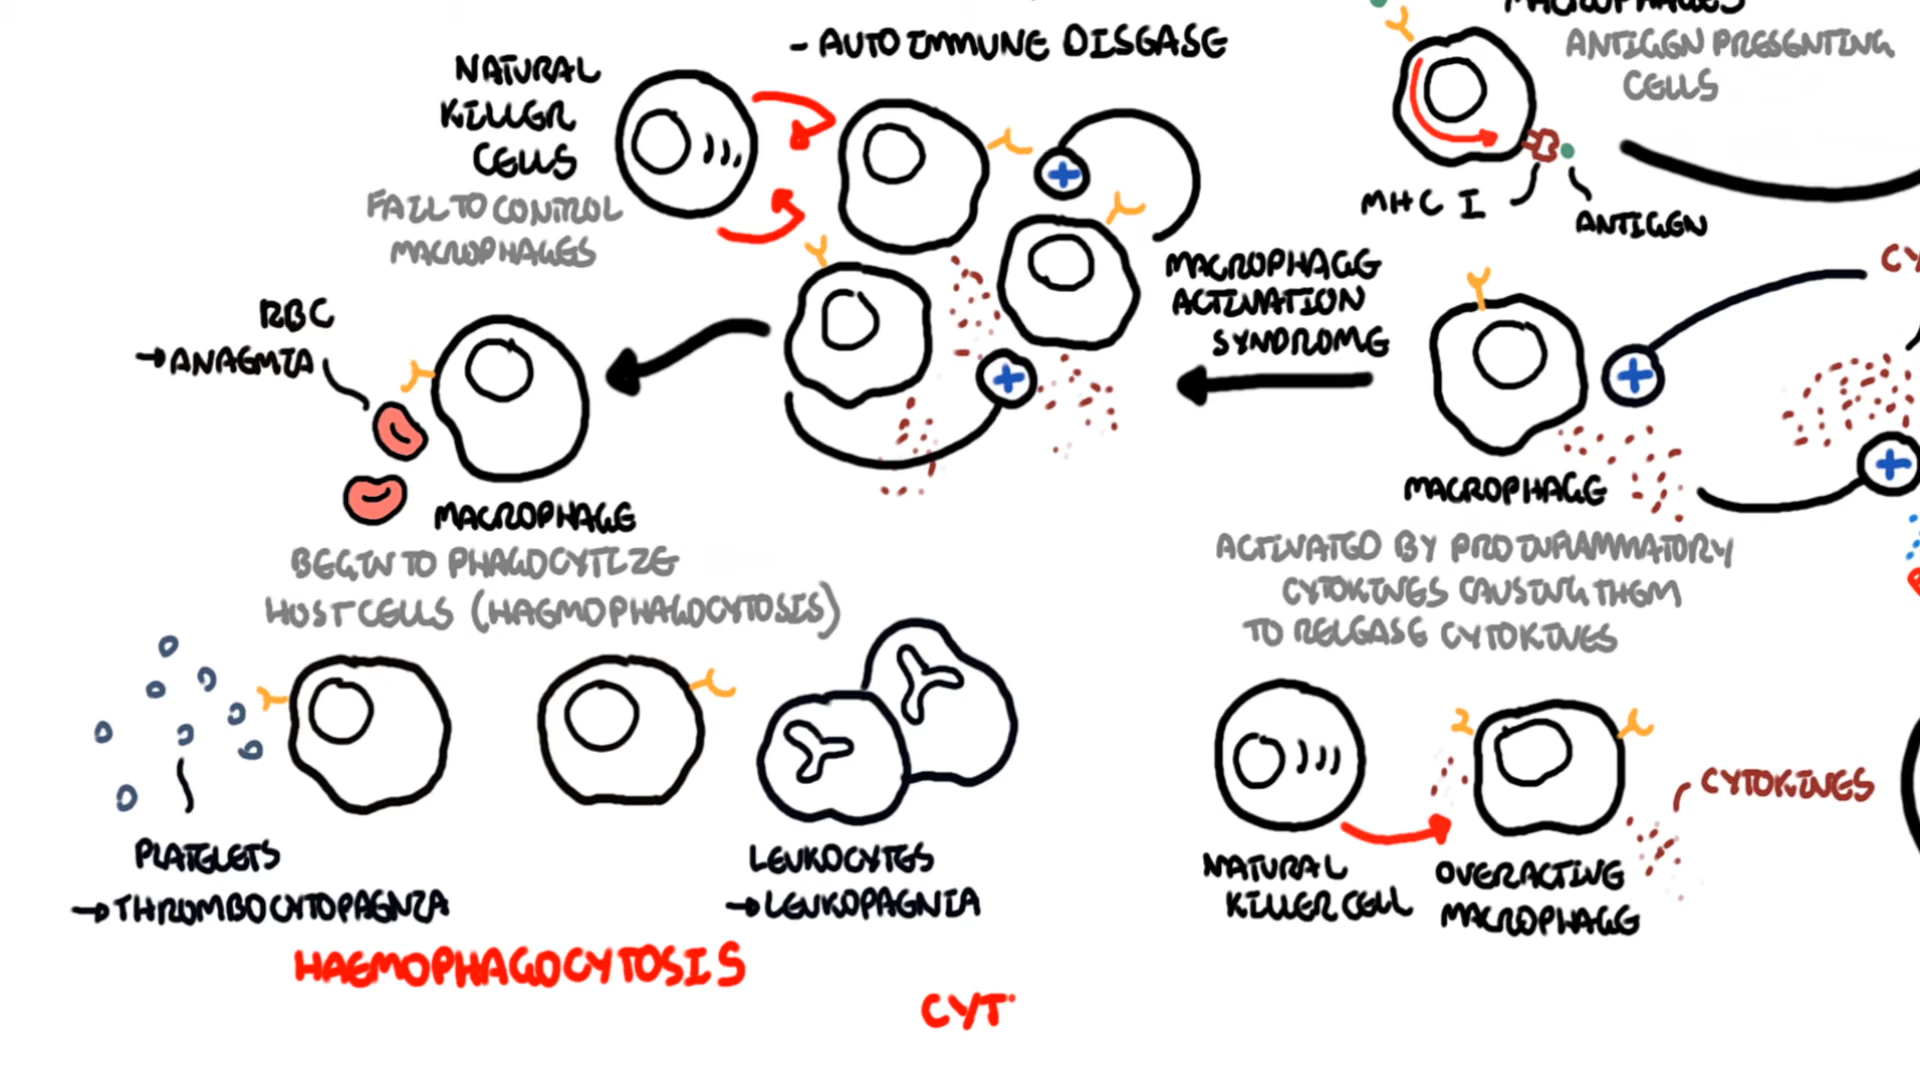 - AUTOIMMUNE DISEASE
NATURAL
KILLER
CELLS
FAIL TO CONTROL
MACROPHAGES
MACROPHAGES
ANTIGEN PRESENTING
CELLS
MHC I
ANTIGEN
RBC
→ ANAEMIA
MACROPHAGE
ACTIVATION
SYNDROME
CY
MACROPHAGE
BEGIN TO PHAGOCYTIZE
HOST CELLS (HAEMOPHAGOCYTOSIS)
MACROPHAGE
ACTIVATED BY PROINFLAMMATORY
CYTOKINES CAUSING THEM
TO RELEASE CYTOKINES
PLATELETS
→ THROMBOCYTOPAENIA
LEUKOCYTES
→ LEUKOPAENIA
NATURAL
KILLER CELL
OVERACTING
MACROPHAGE
CYTOKINES
HAEMOPHAGOCYTOSIS
CYT